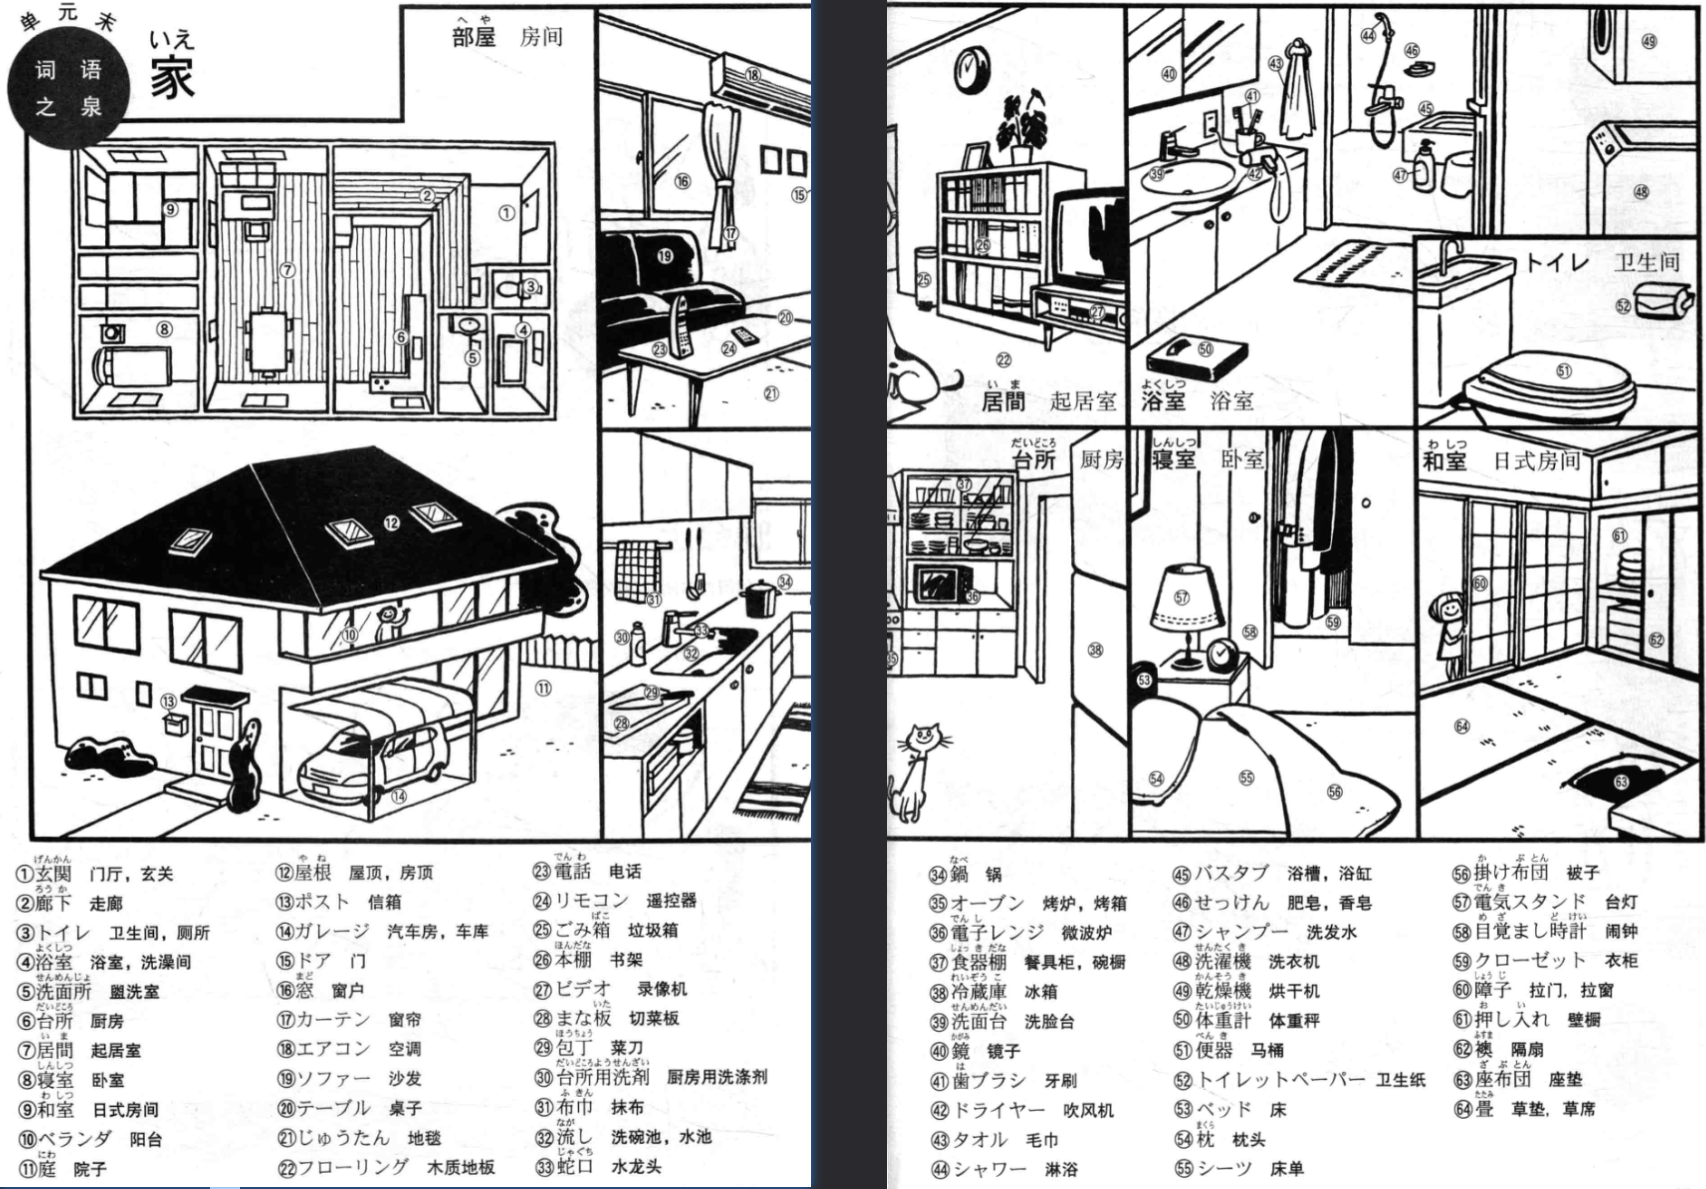 单元末
词语之泉
いえ
家
へや
部屋 房间
居間 起居室
いま
浴室 浴室
よくしつ
トイレ 卫生间
だいどころ
台所 厨房
しんしつ
寝室 卧室
わしつ
和室 日式房间
①玄関 门厅，玄关
げんかん
②廊下 走廊
ろうか
③トイレ 卫生间，厕所
④浴室 浴室，洗澡间
よくしつ
⑤洗面所 盥洗室
せんめんじょ
⑥台所 厨房
だいどころ
⑦居間 起居室
いま
⑧寝室 卧室
しんしつ
⑨和室 日式房间
わしつ
⑩ベランダ 阳台
⑪庭 院子
にわ
⑫屋根 屋顶，房顶
やね
⑬ポスト 信箱
⑭ガレージ 汽车房，车库
⑮ドア 门
⑯窓 窗户
まど
⑰カーテン 窗帘
⑱エアコン 空调
⑲ソファー 沙发
⑳テーブル 桌子
㉑じゅうたん 地毯
㉒フローリング 木质地板
㉓電話 电话
でんわ
㉔リモコン 遥控器
㉕ごみ箱 垃圾箱
ばこ
㉖本棚 书架
ほんだな
㉗ビデオ 录像机
㉘まな板 切菜板
いた
㉙包丁 菜刀
ほうちょう
㉚台所用洗剤 厨房用洗涤剂
だいどころようせんざい
㉛布巾 抹布
ふきん
㉜流し 洗碗池，水池
なが
㉝蛇口 水龙头
じゃぐち
㉞鍋 锅
なべ
㉟オーブン 烤炉，烤箱
㊱電子レンジ 微波炉
でんし
㊲食器棚 餐具柜，碗橱
しょっきだな
㊳冷蔵庫 冰箱
れいぞうこ
㊴洗面台 洗脸台
せんめんだい
㊵鏡 镜子
かがみ
㊶歯ブラシ 牙刷
は
㊷ドライヤー 吹风机
㊸タオル 毛巾
㊹シャワー 淋浴
㊺バスタブ 浴槽，浴缸
㊻せっけん 肥皂，香皂
㊼シャンプー 洗发水
㊽洗濯機 洗衣机
せんたくき
㊾乾燥機 烘干机
かんそうき
㊿体重計 体重秤
たいじゅうけい
51便器 马桶
べんき
52トイレットペーパー 卫生纸
53ベッド 床
54枕 枕头
まくら
55シーツ 床单
56掛け布団 被子
か ぶとん
57電気スタンド 台灯
でんき
58目覚まし時計 闹钟
めざ どけい
59クローゼット 衣柜
60障子 拉门，拉窗
しょうじ
61押し入れ 壁橱
お い
62襖 隔扇
ふすま
63座布団 座垫
ざぶとん
64畳 草垫，草席
たたみ